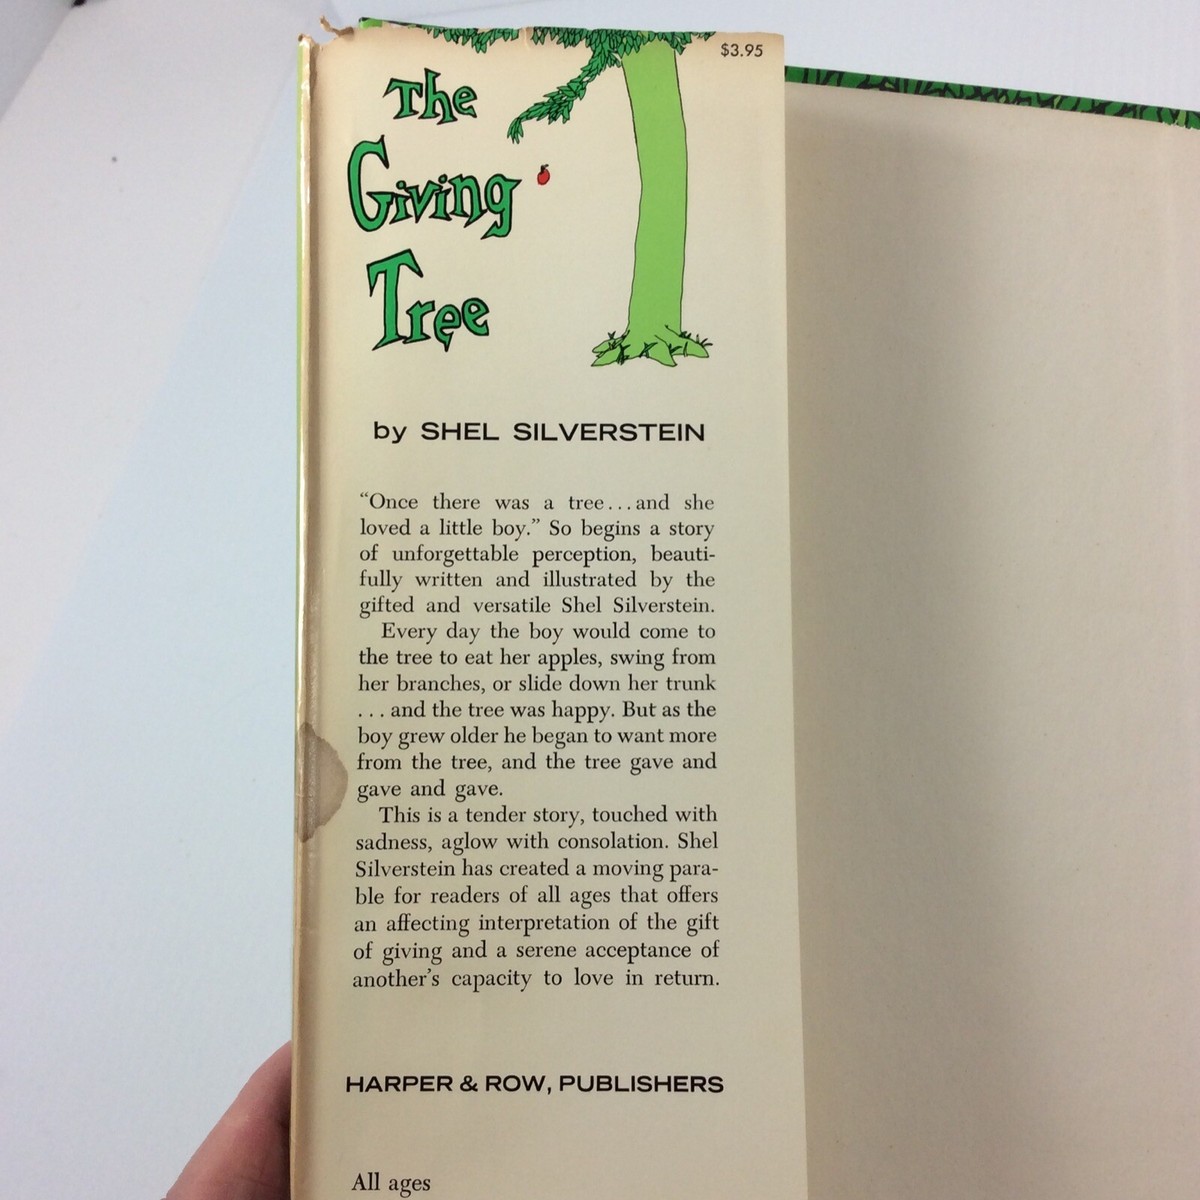 $3.95
The
Giving
Tree
by SHEL SILVERSTEIN
“Once there was a tree...and she
loved a little boy.” So begins a story
of unforgettable perception, beauti-
fully written and illustrated by the
gifted and versatile Shel Silverstein.
Every day the boy would come to
the tree to eat her apples, swing from
her branches, or slide down her trunk
...and the tree was happy. But as the
boy grew older he began to want more
from the tree, and the tree gave and
gave and gave.
This is a tender story, touched with
sadness, aglow with consolation. Shel
Silverstein has created a moving para-
ble for readers of all ages that offers
an affecting interpretation of the gift
of giving and a serene acceptance of
another’s capacity to love in return.
HARPER & ROW, PUBLISHERS
All ages